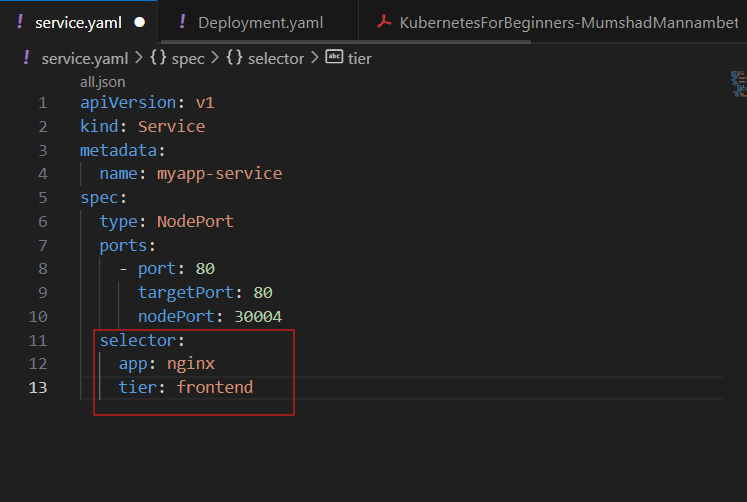 ! service.yaml ● ! Deployment.yaml KubernetesForBeginners-MumshadMannambet
! service.yaml > {} spec > {} selector > abc tier
all.json
1 apiVersion: v1
2 kind: Service
3 metadata:
4   name: myapp-service
5 spec:
6   type: NodePort
7   ports:
8     - port: 80
9       targetPort: 80
10       nodePort: 30004
11   selector:
12     app: nginx
13     tier: frontend